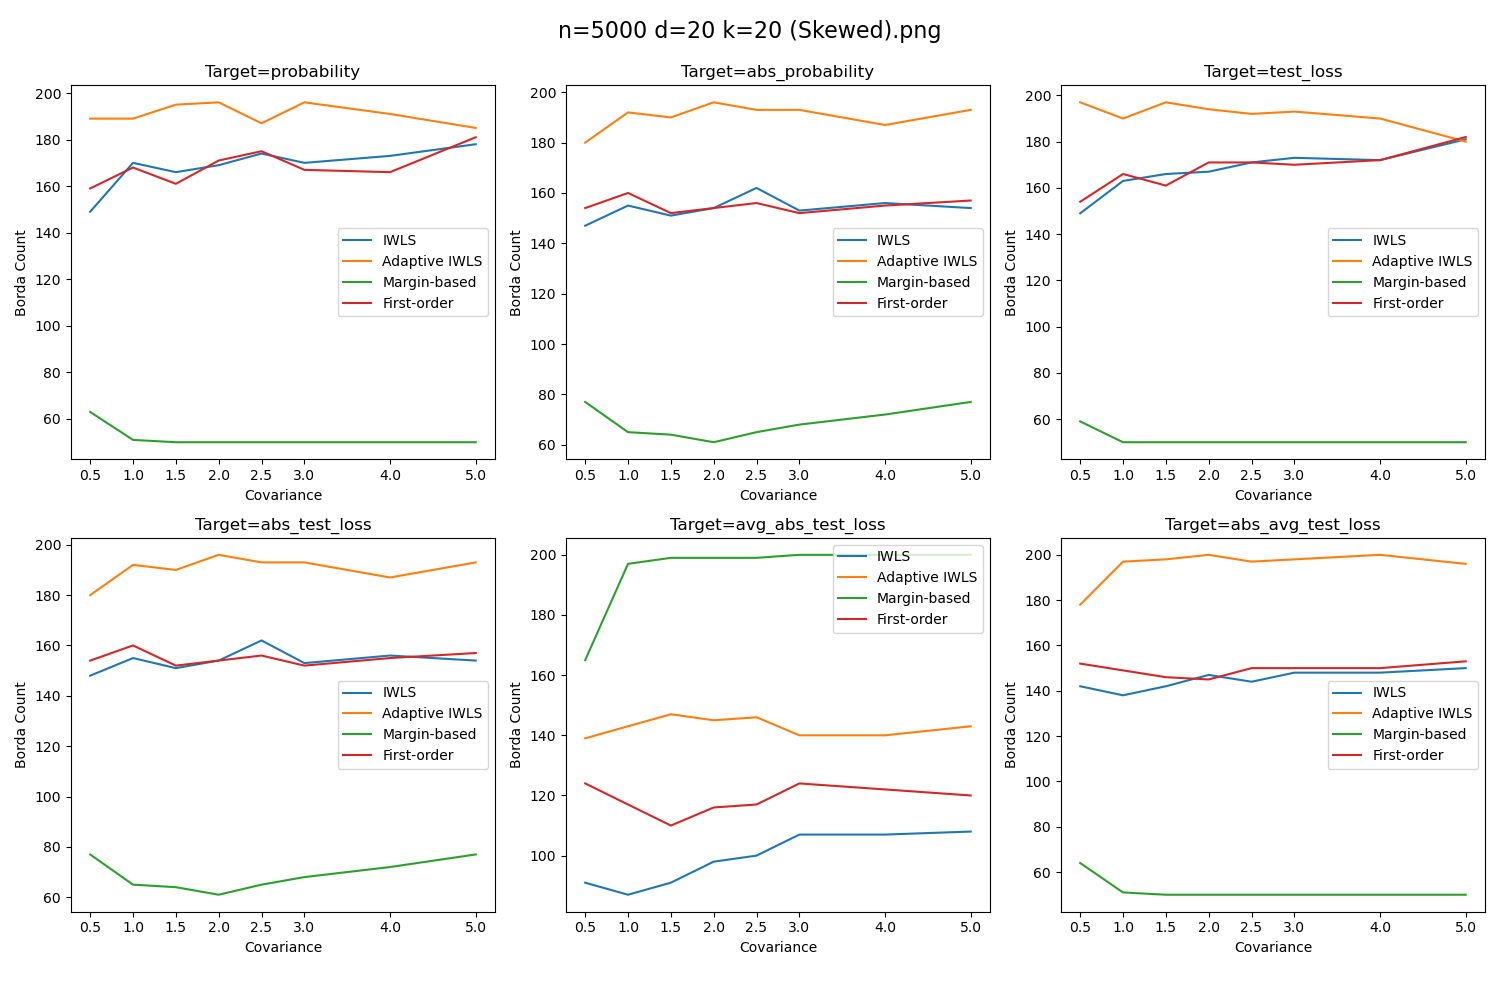 n=5000 d=20 k=20 (Skewed).png
Target=probability
200
180
160
140
120
100
80
60
Borda Count
IWLS
Adaptive IWLS
Margin-based
First-order
0.5 1.0 1.5 2.0 2.5 3.0 4.0 5.0
Covariance
Target=abs_probability
200
180
160
140
120
100
80
60
Borda Count
IWLS
Adaptive IWLS
Margin-based
First-order
0.5 1.0 1.5 2.0 2.5 3.0 4.0 5.0
Covariance
Target=test_loss
200
180
160
140
120
100
80
60
Borda Count
IWLS
Adaptive IWLS
Margin-based
First-order
0.5 1.0 1.5 2.0 2.5 3.0 4.0 5.0
Covariance
Target=abs_test_loss
200
180
160
140
120
100
80
60
Borda Count
IWLS
Adaptive IWLS
Margin-based
First-order
0.5 1.0 1.5 2.0 2.5 3.0 4.0 5.0
Covariance
Target=avg_abs_test_loss
200
180
160
140
120
100
Borda Count
IWLS
Adaptive IWLS
Margin-based
First-order
0.5 1.0 1.5 2.0 2.5 3.0 4.0 5.0
Covariance
Target=abs_avg_test_loss
200
180
160
140
120
100
80
60
Borda Count
IWLS
Adaptive IWLS
Margin-based
First-order
0.5 1.0 1.5 2.0 2.5 3.0 4.0 5.0
Covariance